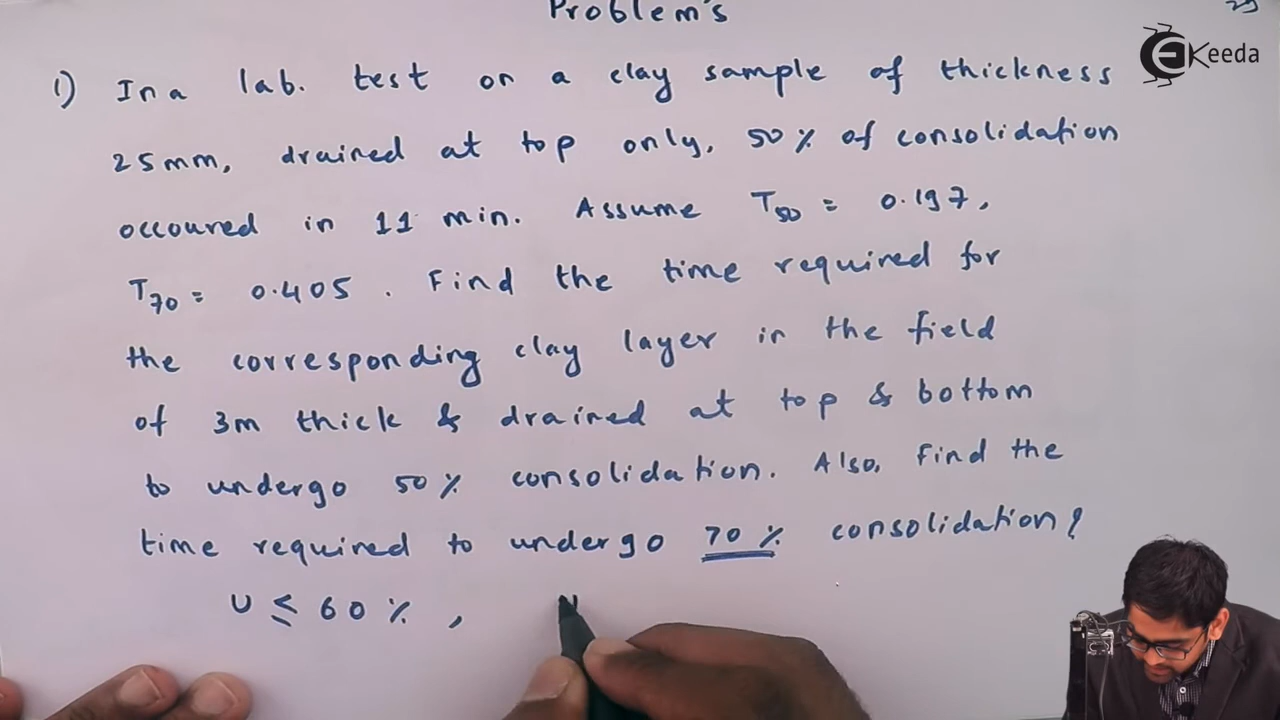 Problem's
29
EKeeda
1) In a lab. test on a clay sample of thickness
25mm, drained at top only, 50% of consolidation
occoured in 11 min. Assume T50 = 0.197,
T70 = 0.405. Find the time required for
the corresponding clay layer in the field
of 3m thick & drained at top & bottom
to undergo 50% consolidation. Also, Find the
time required to undergo 70% consolidation?
U ≤ 60%,